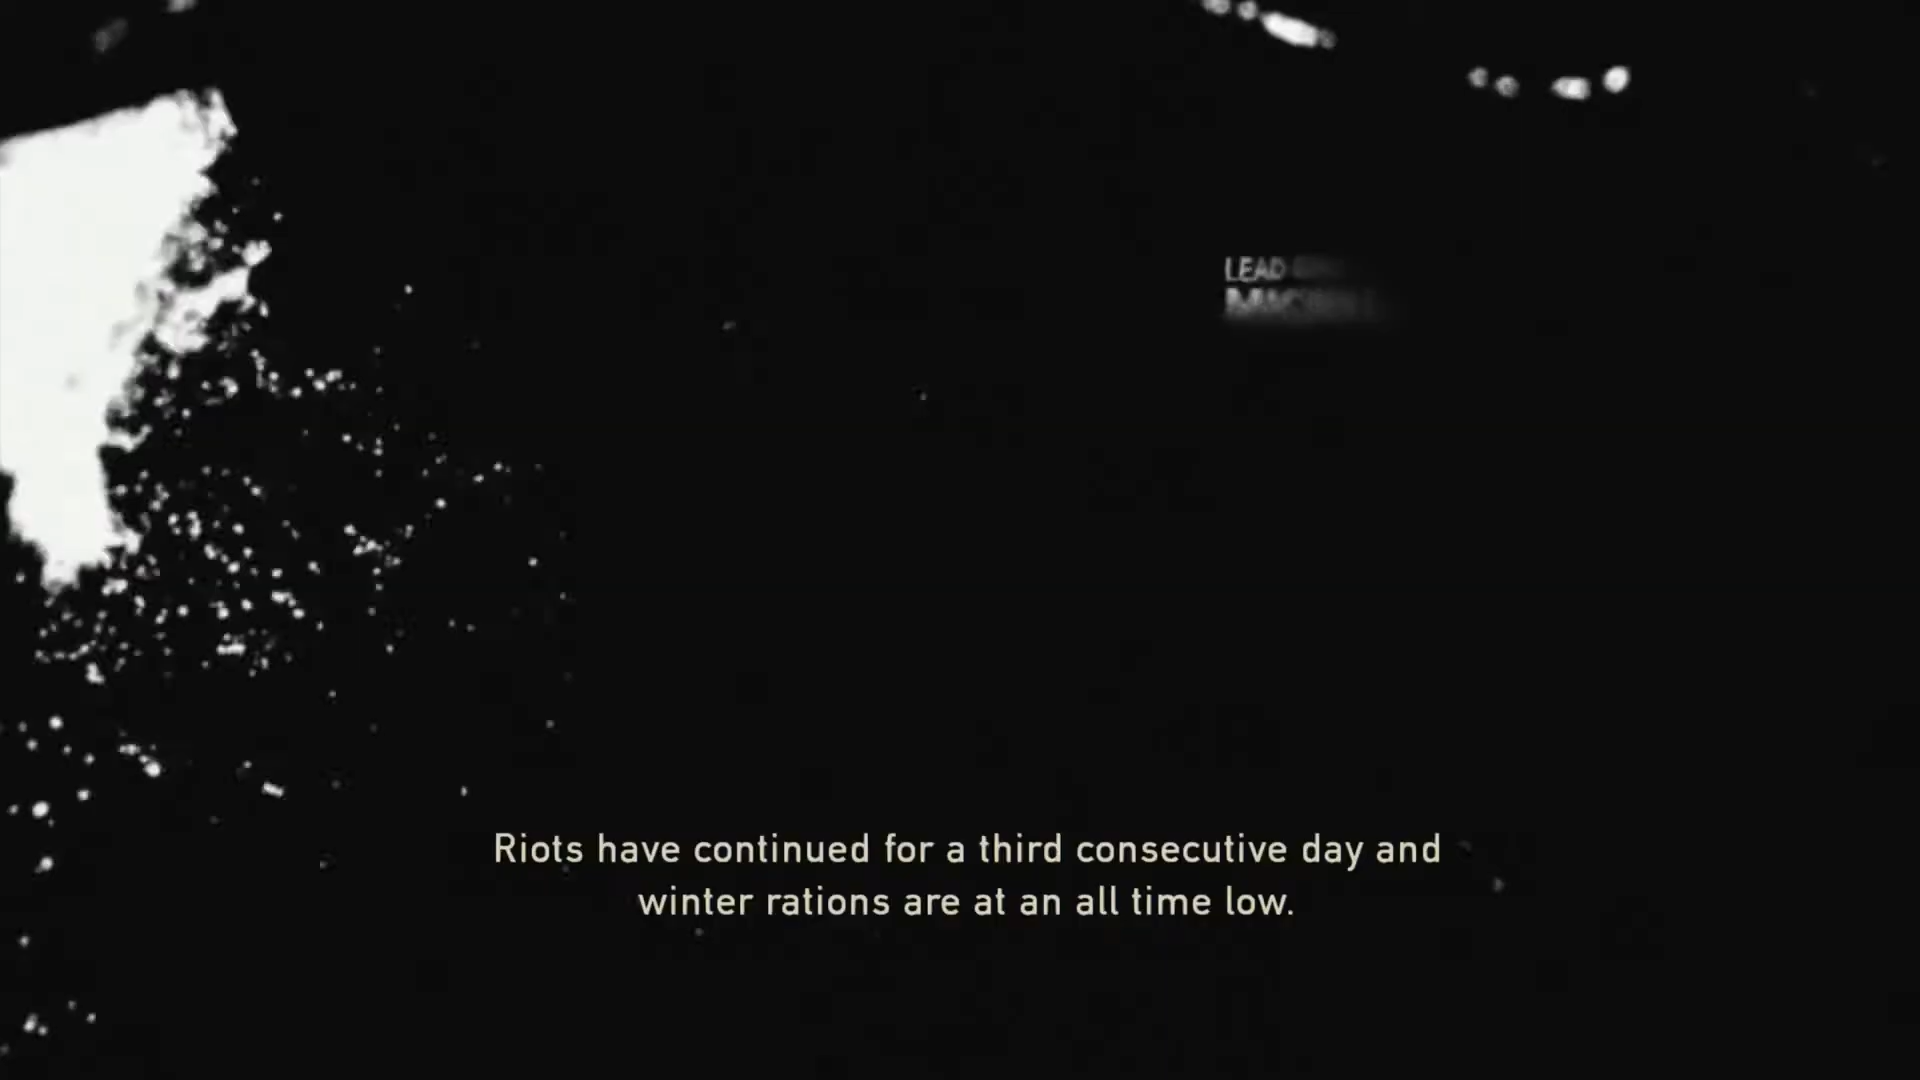 LEAD
Riots have continued for a third consecutive day and
winter rations are at an all time low.